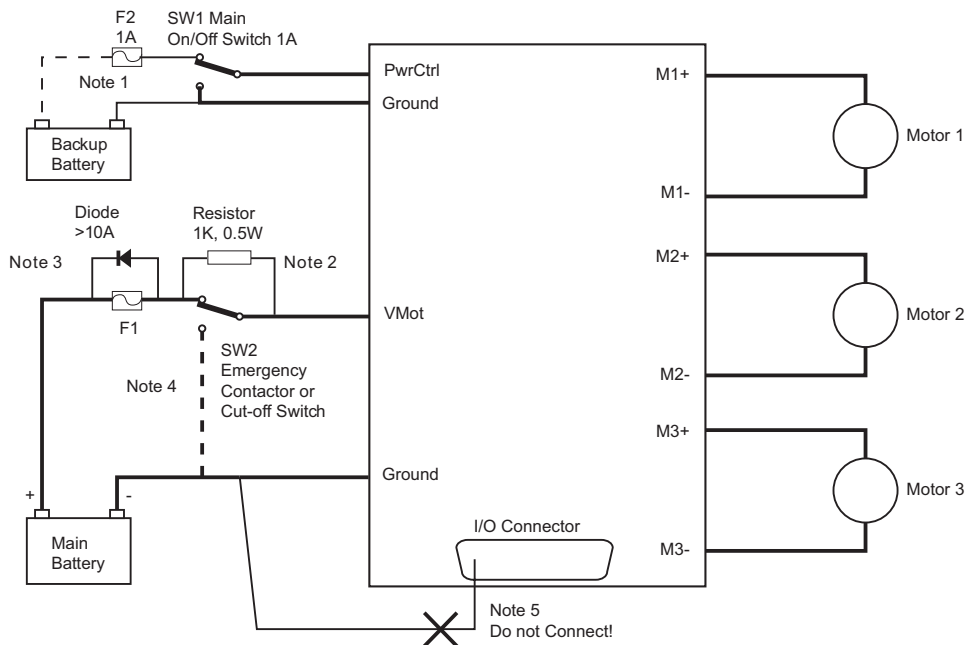 F2
1A
SW1 Main
On/Off Switch 1A
Note 1
Backup
Battery
PwrCtrl
Ground
M1+
Motor 1
M1-
Diode
>10A
Resistor
1K, 0.5W
Note 3
Note 2
F1
VMot
M2+
Motor 2
M2-
SW2
Emergency
Contactor or
Cut-off Switch
Note 4
Ground
M3+
Motor 3
M3-
+
-
Main
Battery
I/O Connector
Note 5
Do not Connect!